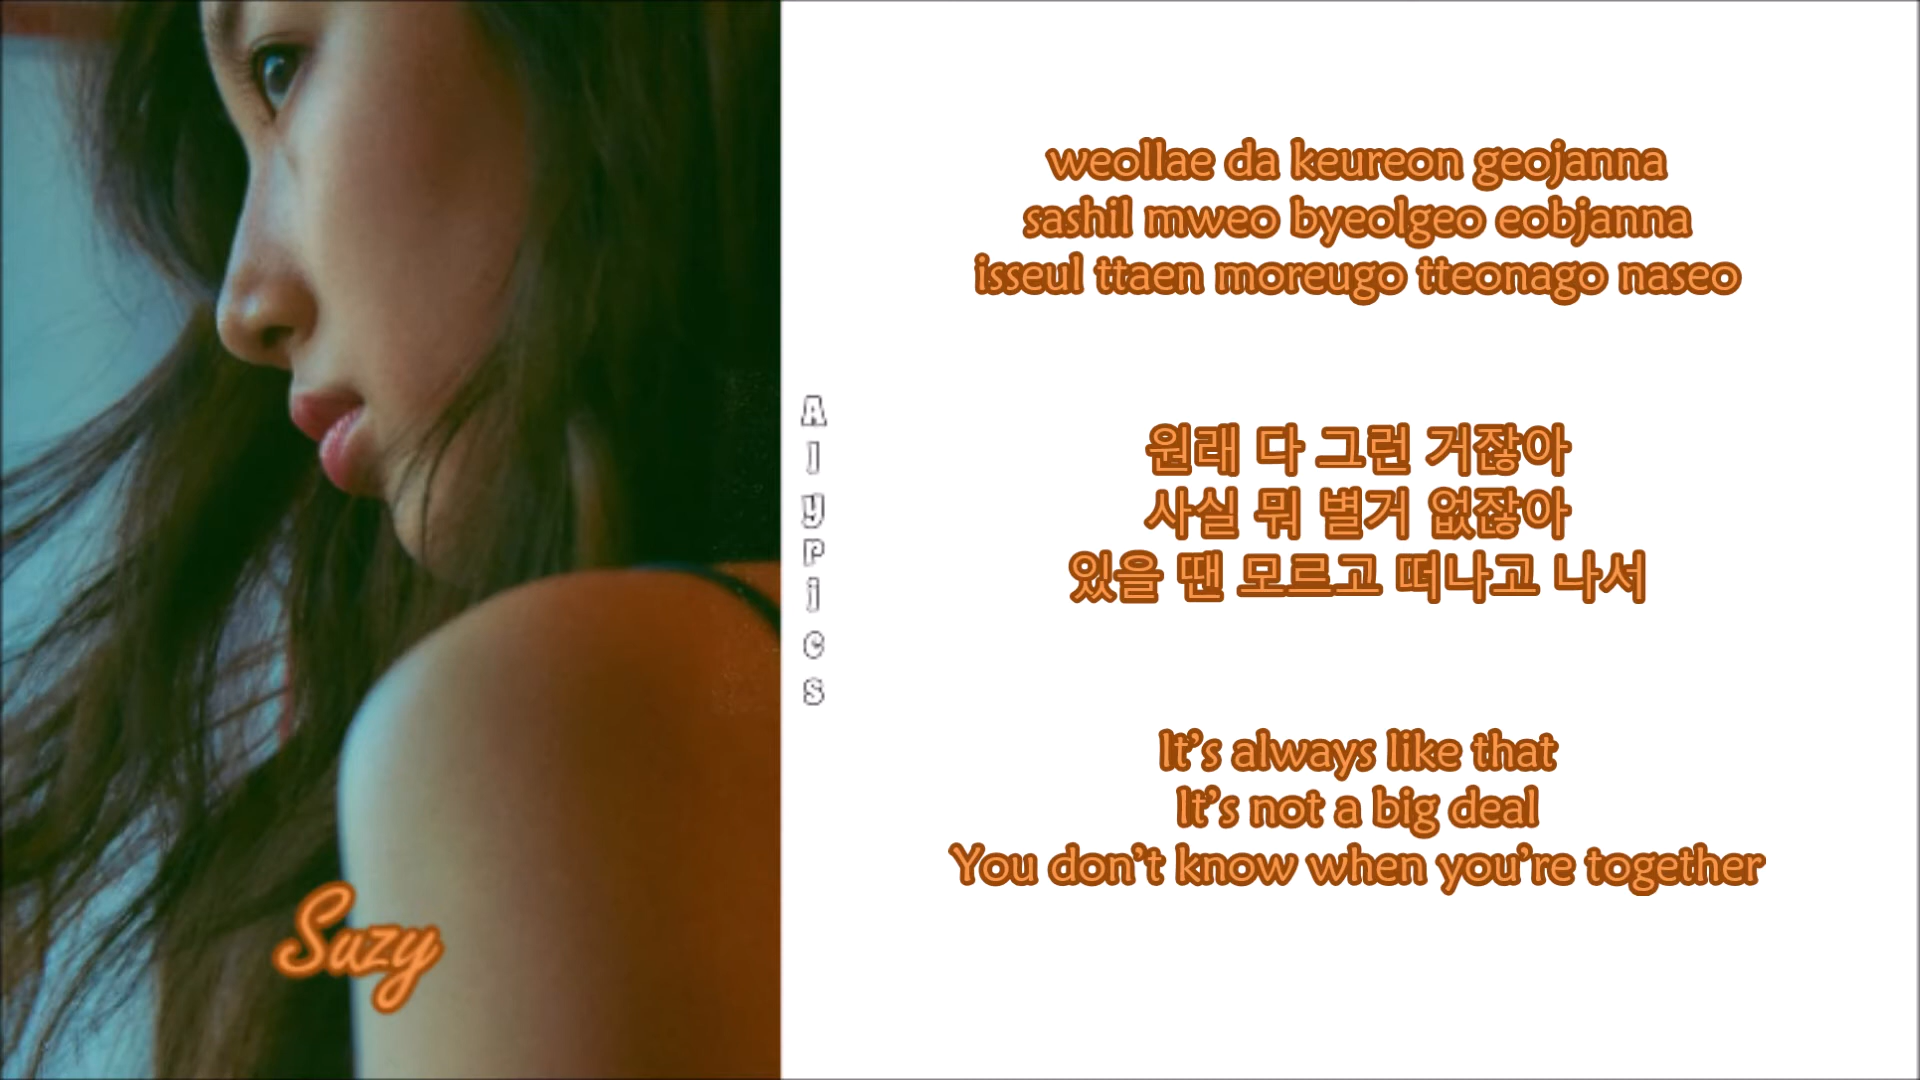 weollae da keureon geojanna
sashil mweo byeolgeo eobjanna
isseul ttaen moreugo tteonago naseo
원래 다 그런 거잖아
사실 뭐 별거 없잖아
있을 땐 모르고 떠나고 나서
It's always like that
It's not a big deal
You don't know when you're together
Alypics
Suzy